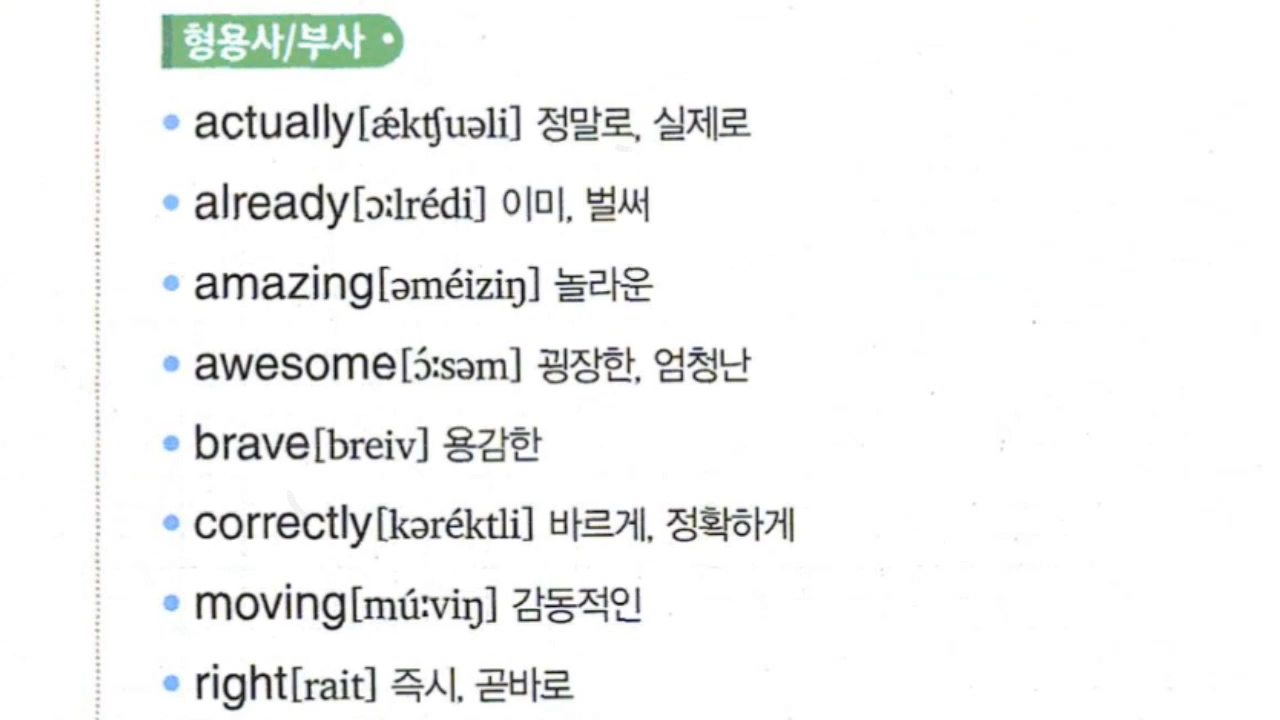 형용사/부사
actually[ǽktʃuəli] 정말로, 실제로
already[ɔːlrédi] 이미, 벌써
amazing[əméiziŋ] 놀라운
awesome[ɔ́ːsəm] 굉장한, 엄청난
brave[breiv] 용감한
correctly[kəréktli] 바르게, 정확하게
moving[múːviŋ] 감동적인
right[rait] 즉시, 곧바로